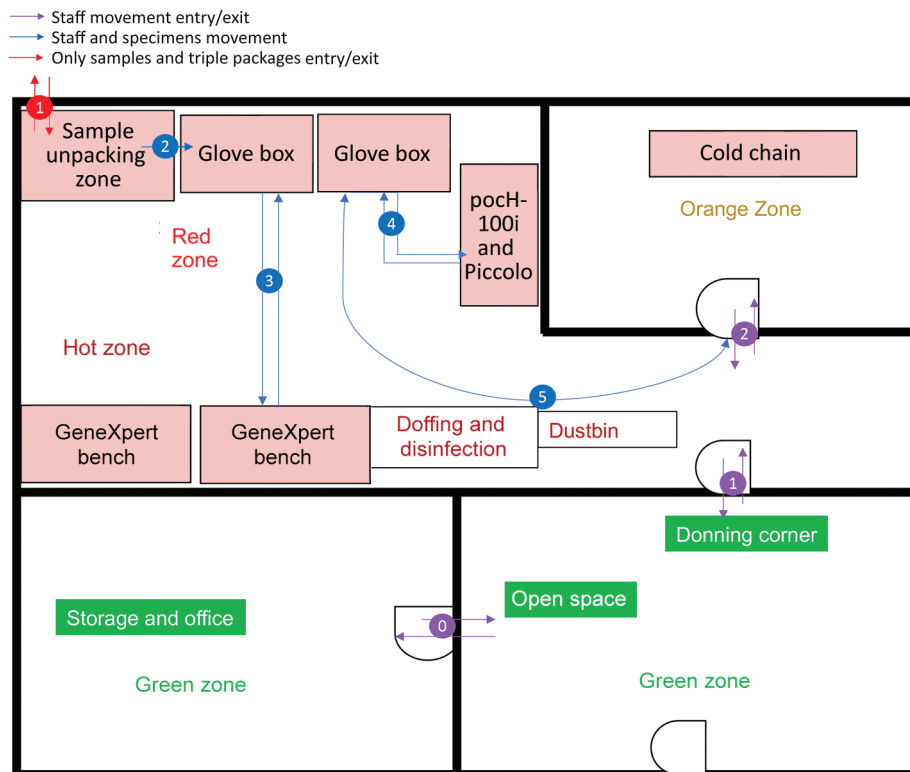 Staff movement entry/exit
Staff and specimens movement
Only samples and triple packages entry/exit
1
Sample
unpacking
zone
2
Glove box
Glove box
Cold chain
pocH-
100i
and
Piccolo
Orange Zone
4
Red
zone
3
Hot zone
2
5
GeneXpert
bench
GeneXpert
bench
Doffing and
disinfection
Dustbin
1
Donning corner
Open space
Storage and office
0
Green zone
Green zone